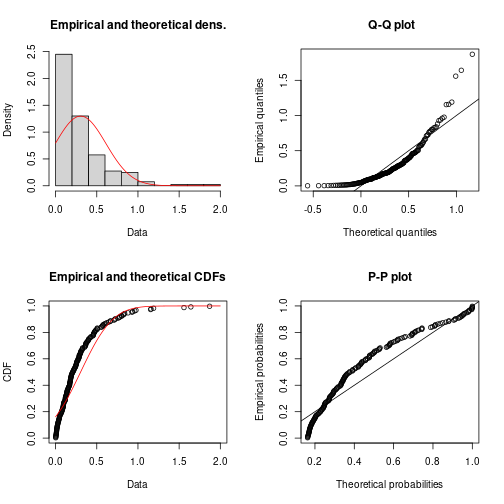 Empirical and theoretical dens.
Density
0.0 0.5 1.0 1.5 2.0 2.5
0.0 0.5 1.0 1.5 2.0
Data
Q-Q plot
Empirical quantiles
0.0 0.5 1.0 1.5
-0.5 0.0 0.5 1.0
Theoretical quantiles
Empirical and theoretical CDFs
CDF
0.0 0.2 0.4 0.6 0.8 1.0
0.0 0.5 1.0 1.5 2.0
Data
P-P plot
Empirical probabilities
0.0 0.2 0.4 0.6 0.8 1.0
0.2 0.4 0.6 0.8 1.0
Theoretical probabilities